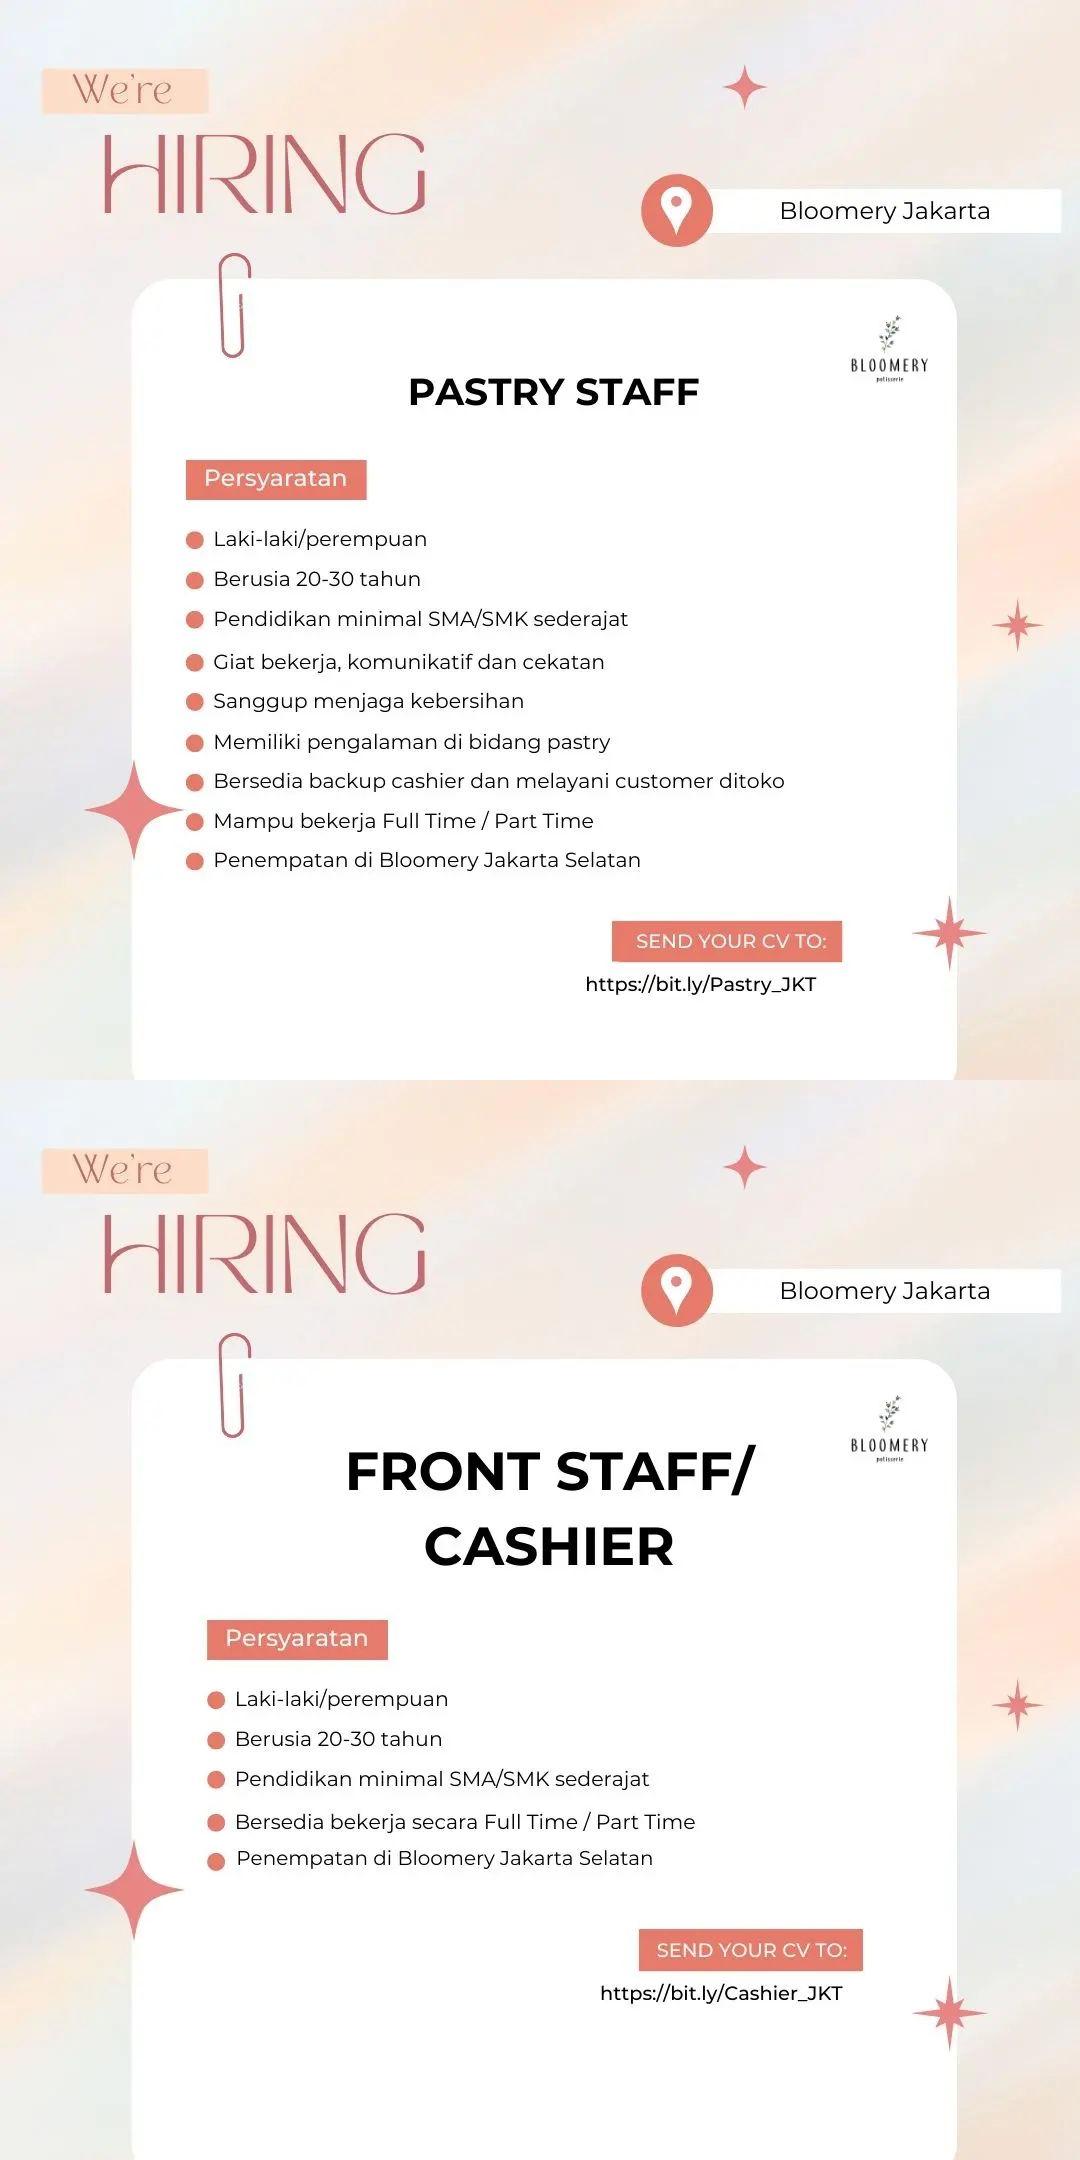 We're
HIRING
Bloomery Jakarta
BLOOMERY
patisserie
PASTRY STAFF
Persyaratan
Laki-laki/perempuan
Berusia 20-30 tahun
Pendidikan minimal SMA/SMK sederajat
Giat bekerja, komunikatif dan cekatan
Sanggup menjaga kebersihan
Memiliki pengalaman di bidang pastry
Bersedia backup cashier dan melayani customer ditoko
Mampu bekerja Full Time / Part Time
Penempatan di Bloomery Jakarta Selatan
SEND YOUR CV TO:
https://bit.ly/Pastry_JKT
We're
HIRING
Bloomery Jakarta
BLOOMERY
patisserie
FRONT STAFF/
CASHIER
Persyaratan
Laki-laki/perempuan
Berusia 20-30 tahun
Pendidikan minimal SMA/SMK sederajat
Bersedia bekerja secara Full Time / Part Time
Penempatan di Bloomery Jakarta Selatan
SEND YOUR CV TO:
https://bit.ly/Cashier_JKT